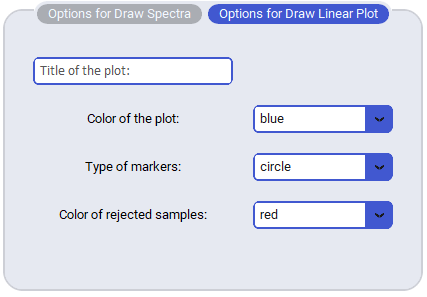 Options for Draw Spectra
Options for Draw Linear Plot
Title of the plot:
Color of the plot:
blue
Type of markers:
circle
Color of rejected samples:
red